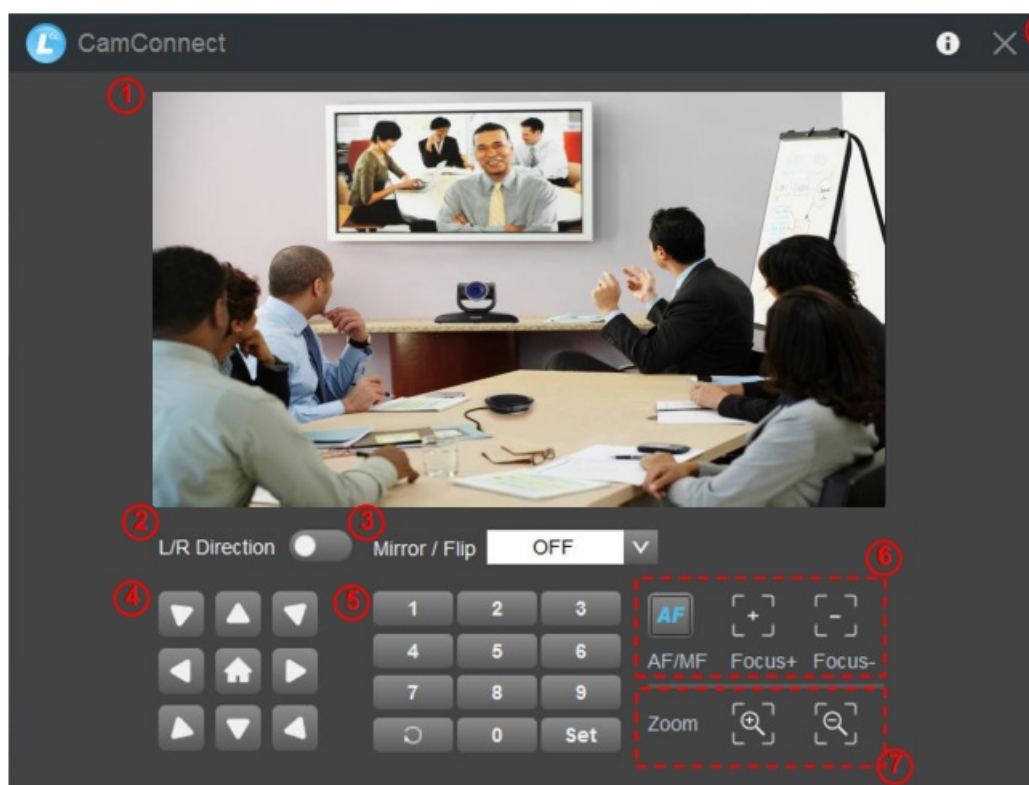 CamConnect
①
② ③
L/R Direction Mirror / Flip OFF
④ ⑤ ⑥
1 2 3 AF
4 5 6 AF/MF Focus+ Focus-
7 8 9
0 Set Zoom
⑦